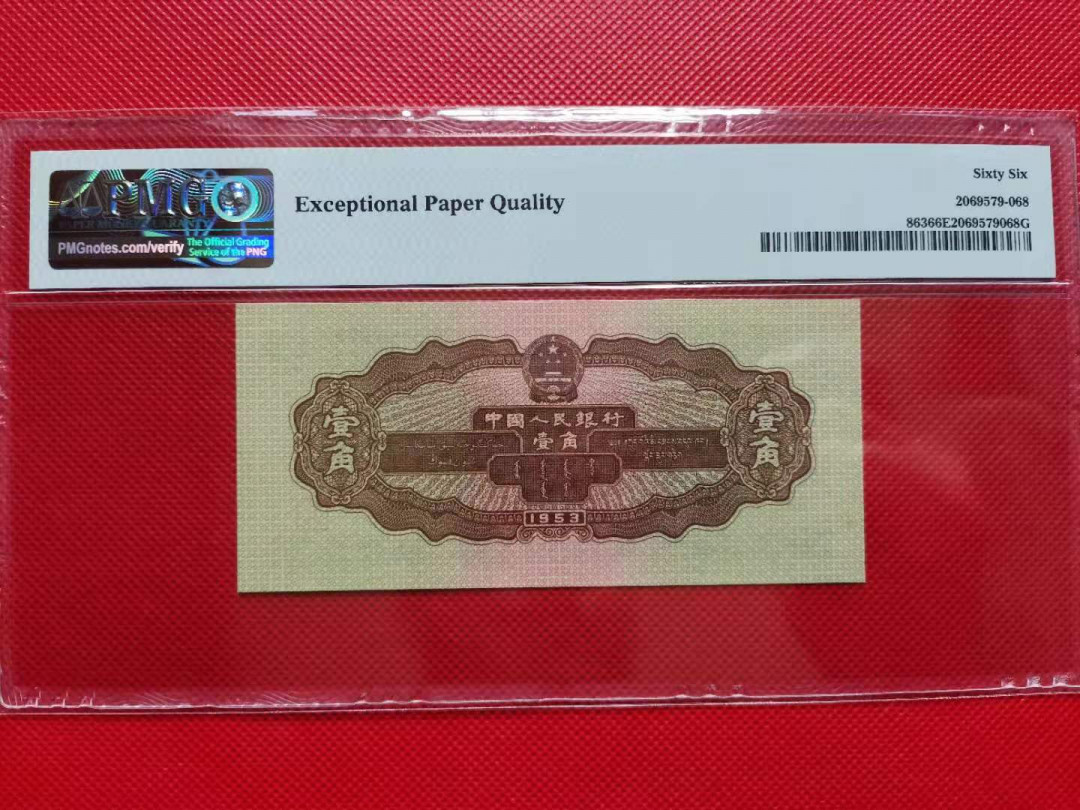 PMG
PMGnotes.com/verify
The Official Grading
Service of the PNG
Exceptional Paper Quality
Sixty Six
2069579-068
86366E2069579068G
中國人民銀行
壹角
壹角
壹角
1953